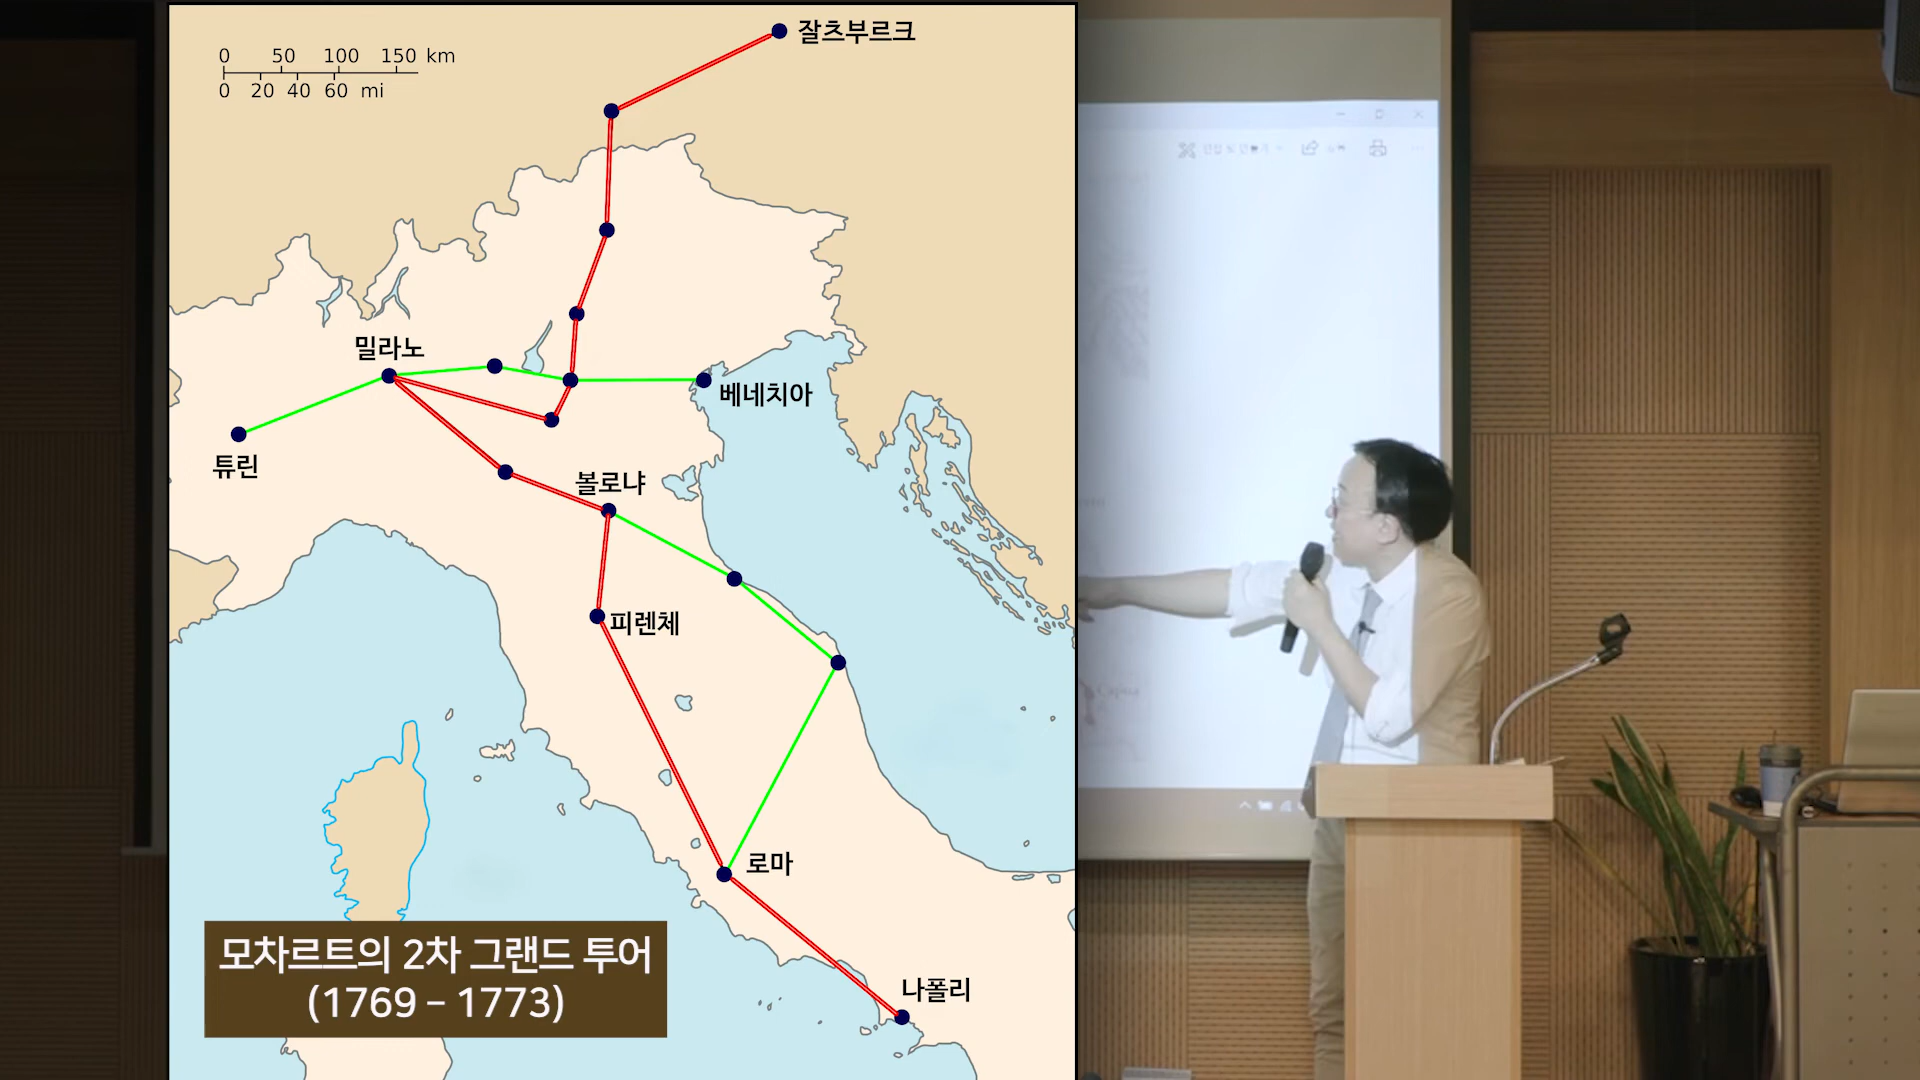 잘츠부르크
0 50 100 150 km
0 20 40 60 mi
밀라노
베네치아
튜린
볼로냐
피렌체
로마
나폴리
모차르트의 2차 그랜드 투어
(1769 – 1773)